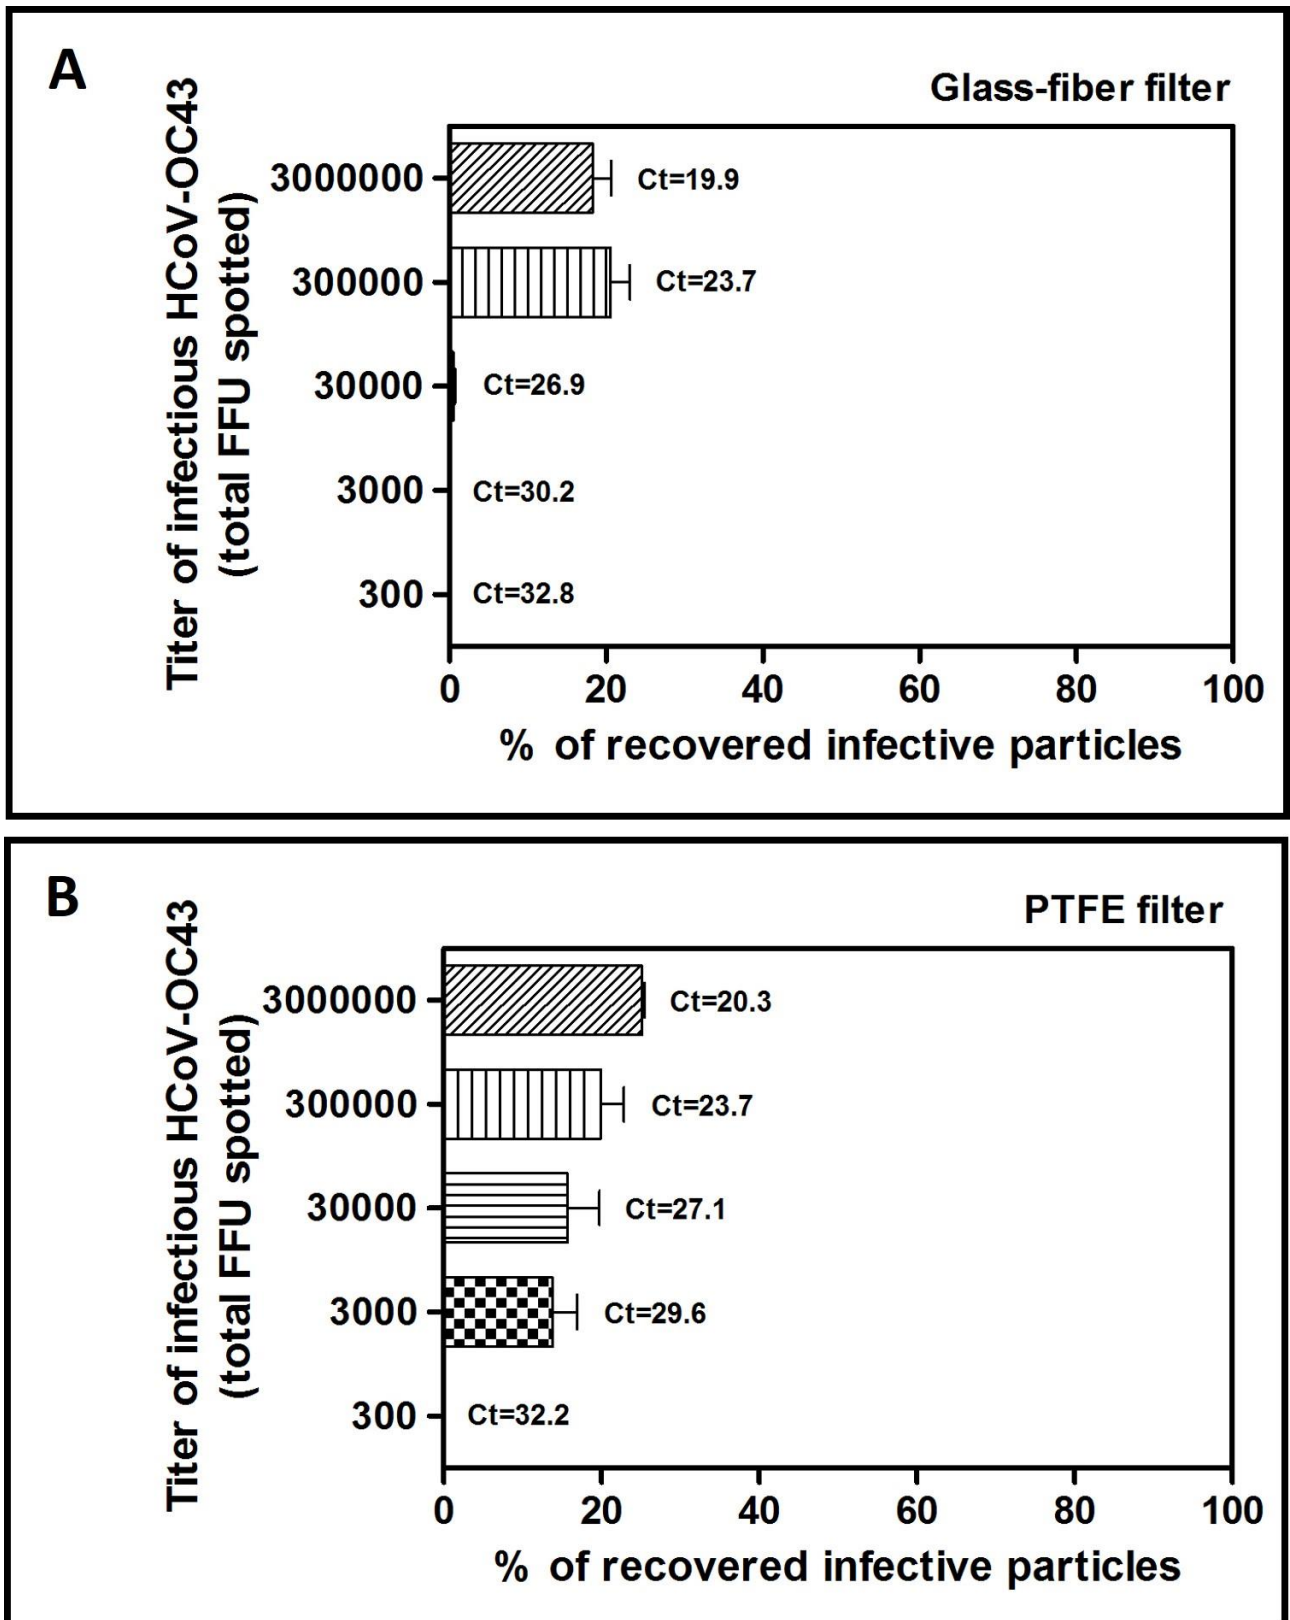 A
Glass-fiber filter
Titer of infectious HCoV-OC43
(total FFU spotted)
3000000
Ct=19.9
300000
Ct=23.7
30000
Ct=26.9
3000
Ct=30.2
300
Ct=32.8
0 20 40 60 80 100
% of recovered infective particles
B
PTFE filter
Titer of infectious HCoV-OC43
(total FFU spotted)
3000000
Ct=20.3
300000
Ct=23.7
30000
Ct=27.1
3000
Ct=29.6
300
Ct=32.2
0 20 40 60 80 100
% of recovered infective particles